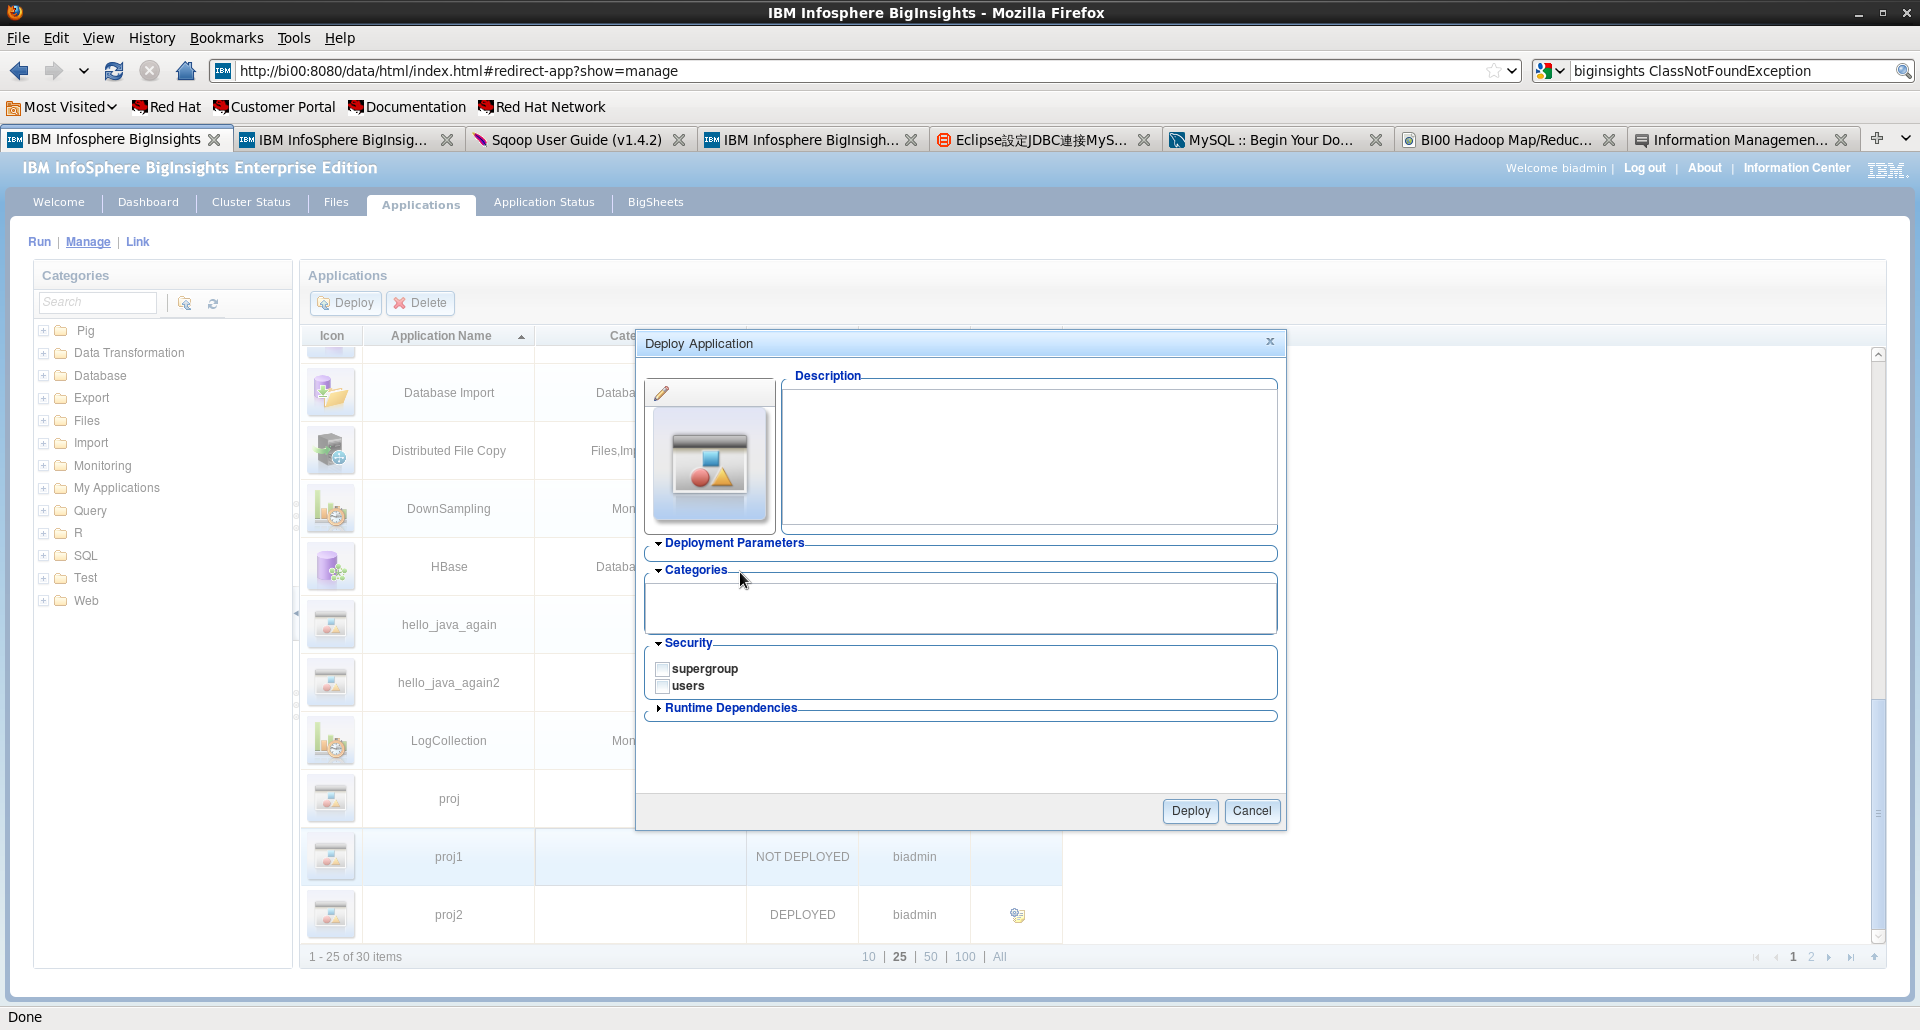 IBM Infosphere BigInsights - Mozilla Firefox
File Edit View History Bookmarks Tools Help
IBM http://bi00:8080/data/html/index.html#redirect-app?show=manage biginsights ClassNotFoundException
Most Visited Red Hat Customer Portal Documentation Red Hat Network
IBM Infosphere BigInsights IBM InfoSphere BigInsig... Sqoop User Guide (v1.4.2) IBM Infosphere BigInsigh... Eclipse設定JDBC連接MyS... MySQL :: Begin Your Do... BI00 Hadoop Map/Reduc... Information Managemen...
IBM InfoSphere BigInsights Enterprise Edition Welcome biadmin | Log out | About | Information Center IBM
Welcome Dashboard Cluster Status Files Applications Application Status BigSheets
Run | Manage | Link
Categories
Search
Pig
Data Transformation
Database
Export
Files
Import
Monitoring
My Applications
Query
R
SQL
Test
Web
Applications
Deploy Delete
Icon Application Name Cate
Database Import Databa
Distributed File Copy Files,Imp
DownSampling Mon
HBase Databa
hello_java_again
hello_java_again2
LogCollection Mon
proj
proj1 NOT DEPLOYED biadmin
proj2 DEPLOYED biadmin
1 - 25 of 30 items 10 | 25 | 50 | 100 | All 1 2
Deploy Application x
Description
Deployment Parameters
Categories
Security
supergroup
users
Runtime Dependencies
Deploy Cancel
Done